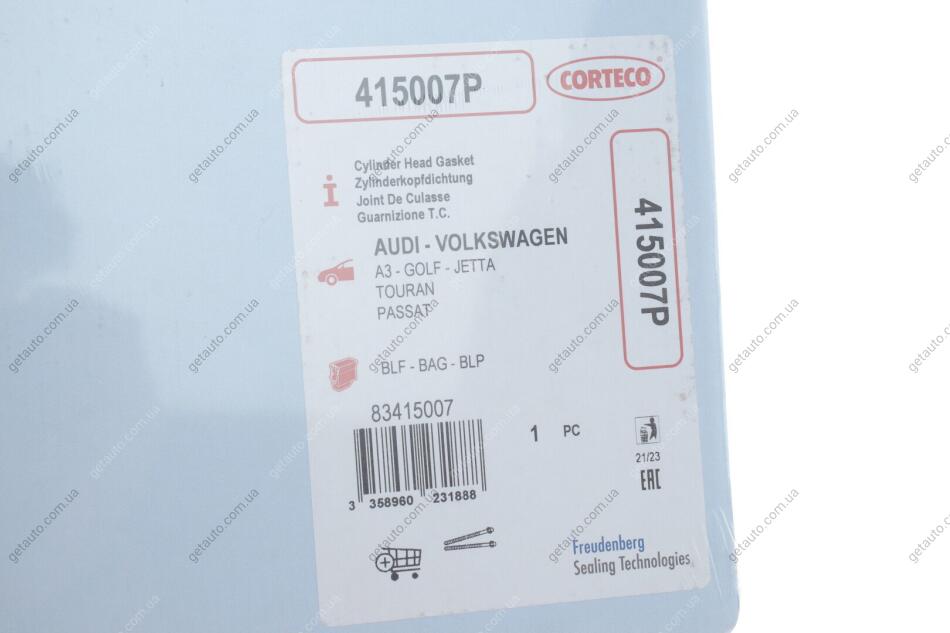 415007P
CORTECO
Cylinder Head Gasket
Zylinderkopfdichtung
Joint De Culasse
Guarnizione T.C.
415007P
AUDI - VOLKSWAGEN
A3 - GOLF - JETTA
TOURAN
PASSAT
BLF - BAG - BLP
83415007
1 PC
21/23
EAC
3 358960 231888
Freudenberg
Sealing Technologies
getauto.com.ua